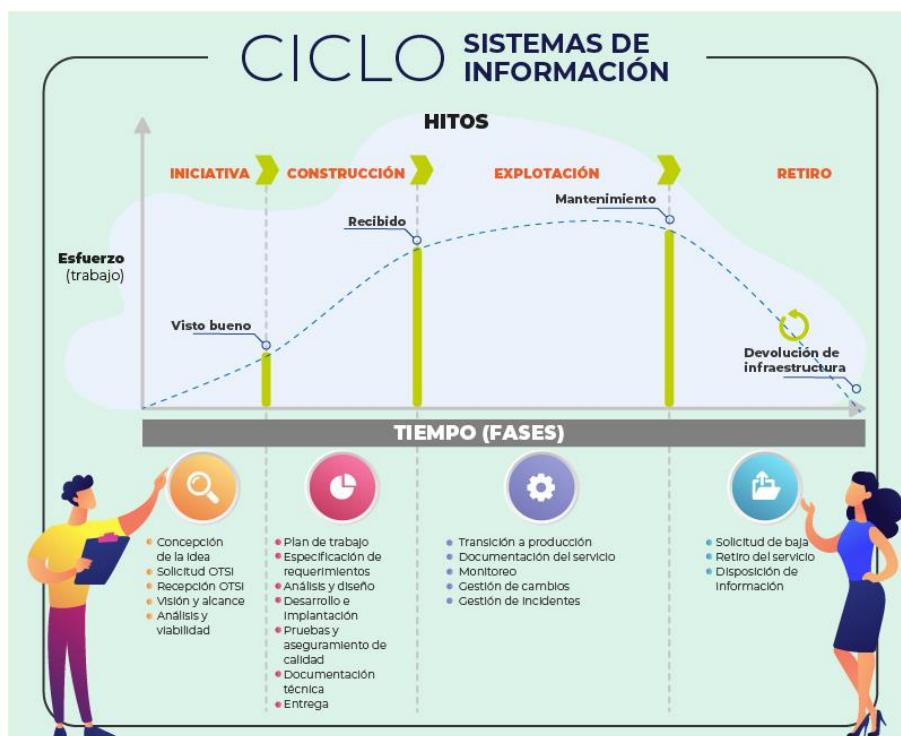 CICLO
SISTEMAS DE
INFORMACIÓN
HITOS
INICIATIVA
CONSTRUCCIÓN
EXPLOTACIÓN
RETIRO
Mantenimiento
Recibido
Esfuerzo
(trabajo)
Visto bueno
Devolución de
infraestructura
TIEMPO (FASES)
Concepción
de la idea
Solicitud OTSI
Recepción OTSI
Visión y alcance
Análisis y
viabilidad
Plan de trabajo
Especificación de
requerimientos
Análisis y diseño
Desarrollo e
implantación
Pruebas y
aseguramiento de
calidad
Documentación
técnica
Entrega
Transición a producción
Documentación del servicio
Monitoreo
Gestión de cambios
Gestión de incidentes
Solicitud de baja
Retiro del servicio
Disposición de
información